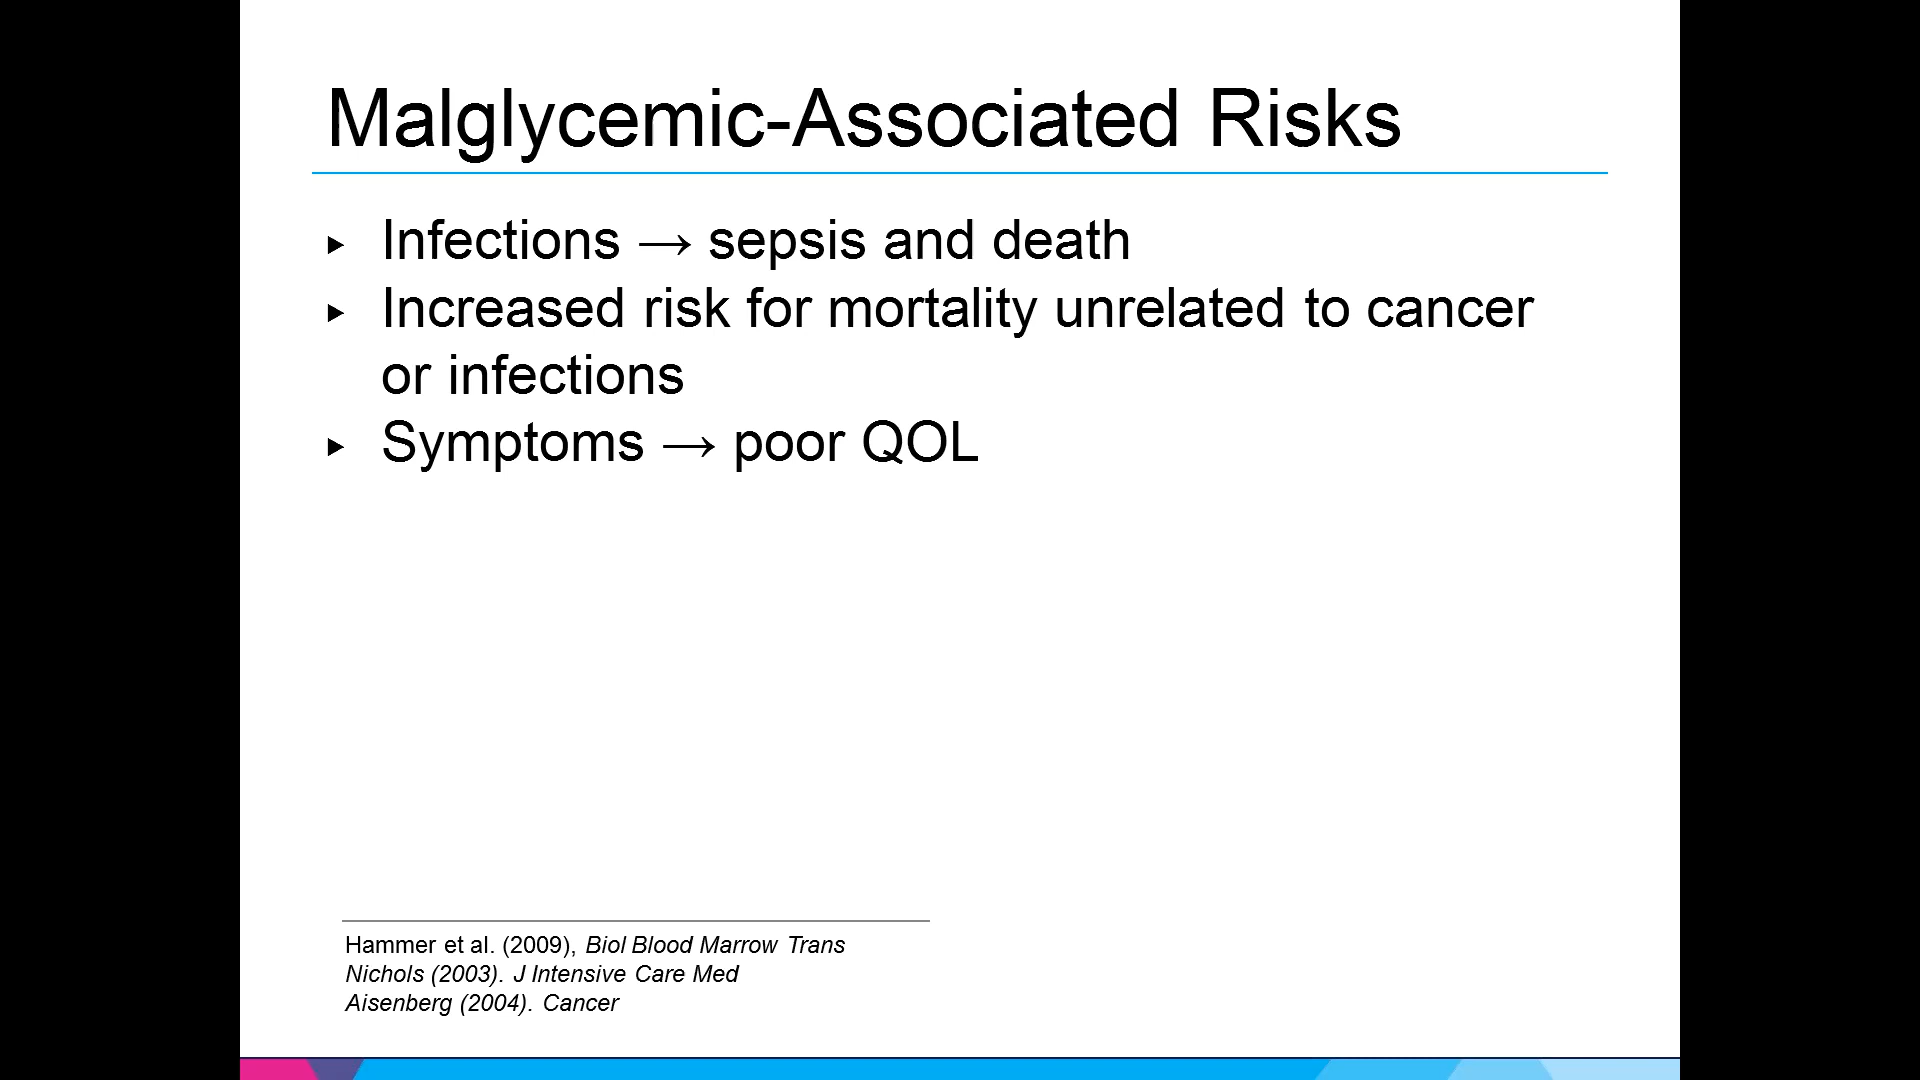 Malglycemic-Associated Risks
▸ Infections → sepsis and death
▸ Increased risk for mortality unrelated to cancer
or infections
▸ Symptoms → poor QOL
Hammer et al. (2009), Biol Blood Marrow Trans
Nichols (2003). J Intensive Care Med
Aisenberg (2004). Cancer